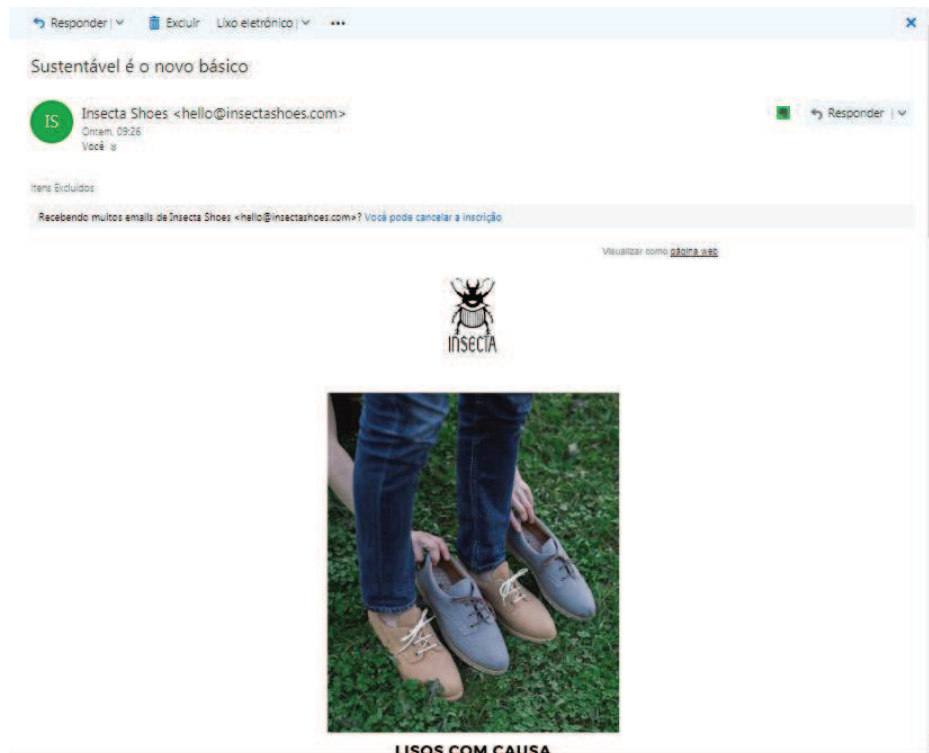 Responder | Excluir Lixo eletrônico | •••
Sustentável é o novo básico
IS
Insecta Shoes <hello@insectashoes.com>
Responder |
Ontem, 09:26
Você
Itens Excluídos
Recebendo muitos emails de Insecta Shoes <hello@insectashoes.com>? Você pode cancelar a inscrição
Visualizar como página web
INSECTA
LISOS COM CAUSA